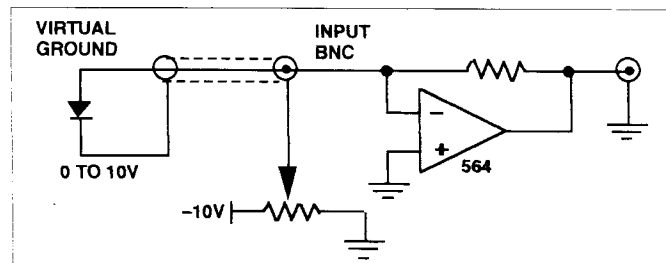 VIRTUAL
GROUND
INPUT
BNC
0 TO 10V
−
+
564
−10V